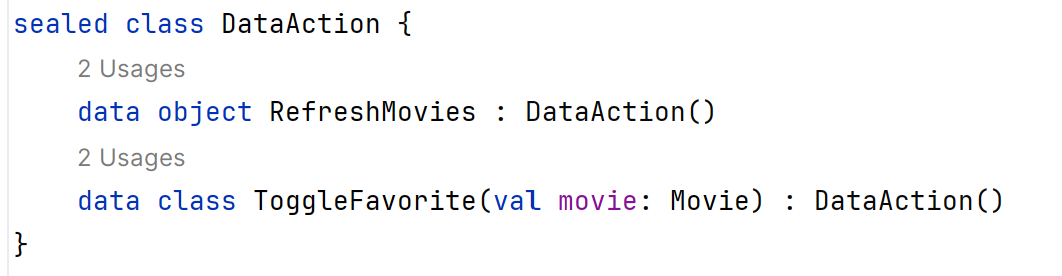 sealed class DataAction {
2 Usages
data object RefreshMovies : DataAction()
2 Usages
data class ToggleFavorite(val movie: Movie) : DataAction()
}